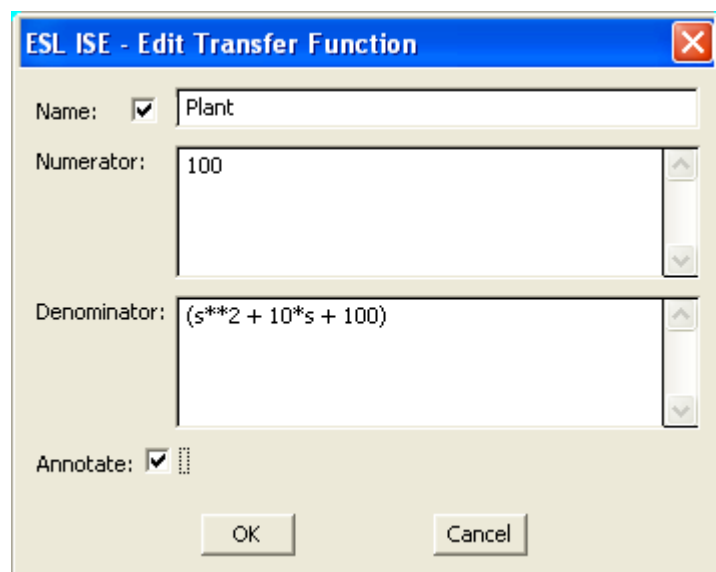 ESL ISE - Edit Transfer Function
Name: Plant
Numerator: 100
Denominator: (s**2 + 10*s + 100)
Annotate:
OK Cancel